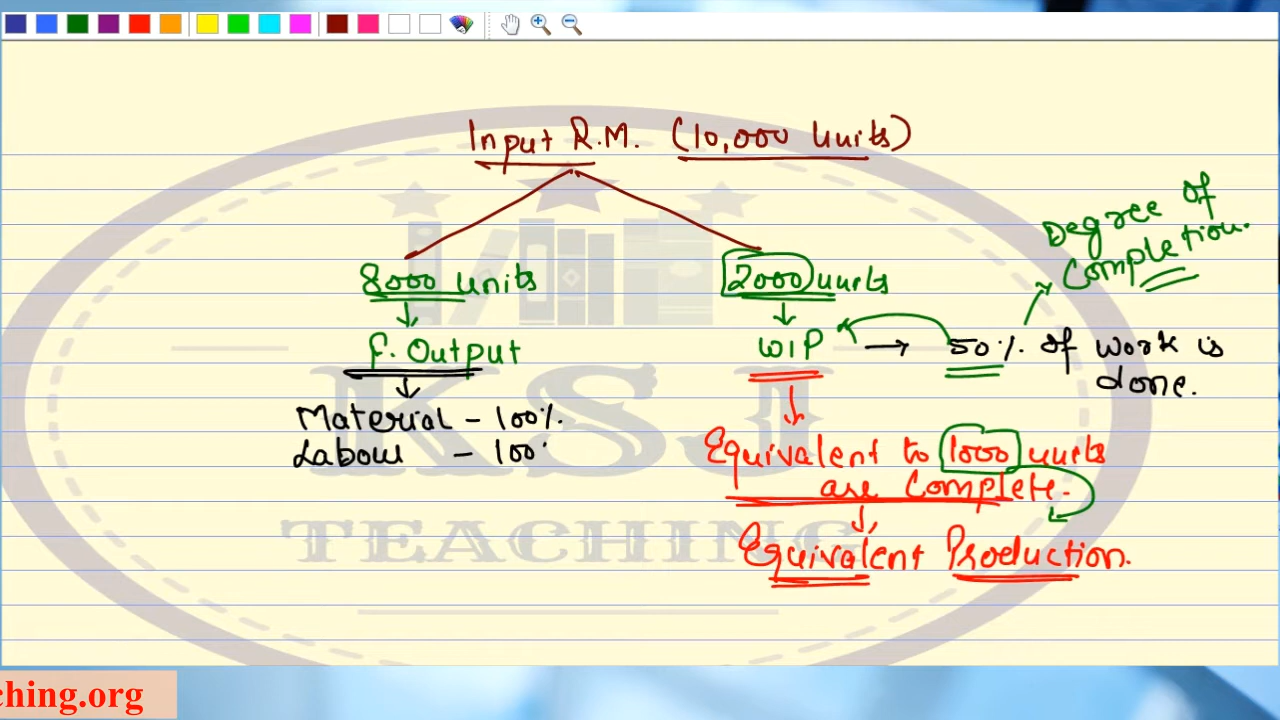 Input R.M. (10,000 Units)
8000 Units
2000 units
Degree of
Completion.
F. Output
WIP → 50% of work is
done.
Material - 100%
Labour - 100%
Equivalent to 1000 units
are Complete.
Equivalent Production.
KSJ
TEACHING
ching.org